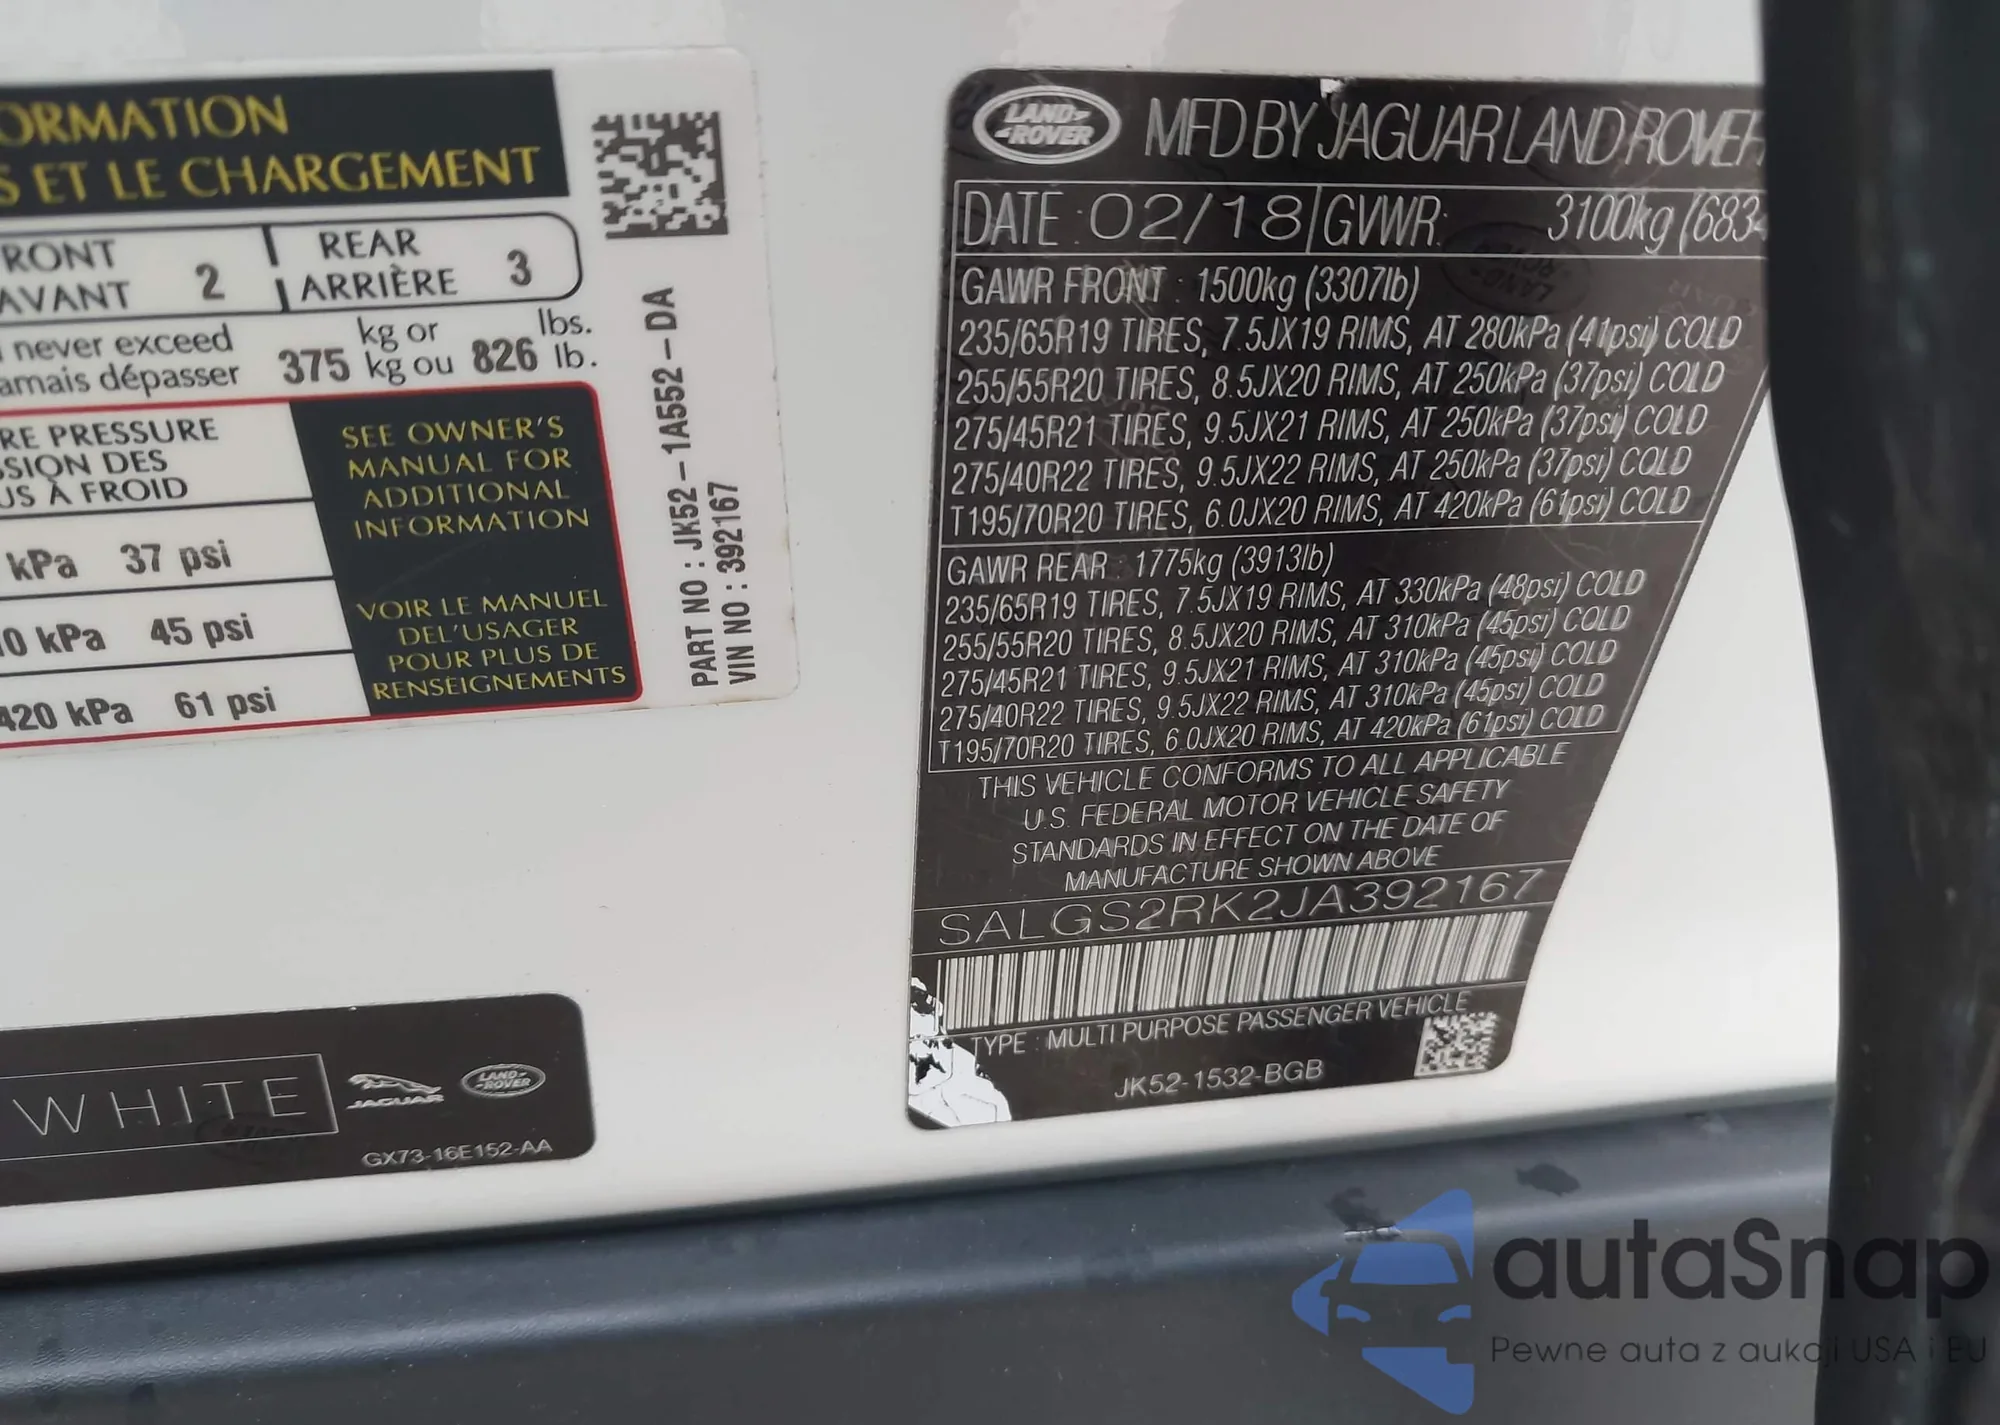 ORMATION
S ET LE CHARGEMENT
RONT
AVANT 2
REAR
ARRIÈRE 3
never exceed
amais dépasser
375 kg or
kg ou 826 lbs.
lb.
RE PRESSURE
SSION DES
US À FROID
kPa 37 psi
10 kPa 45 psi
420 kPa 61 psi
SEE OWNER'S
MANUAL FOR
ADDITIONAL
INFORMATION
VOIR LE MANUEL
DEL'USAGER
POUR PLUS DE
RENSEIGNEMENTS
PART NO : JK52-1A552-DA
VIN NO : 392167
WHITE
JAGUAR
LAND-
-ROVER
GX73-16E152-AA
LAND-
-ROVER
MFD BY JAGUAR LAND ROVER
DATE : 02/18 GVWR: 3100kg (6834
GAWR FRONT : 1500kg (3307lb)
235/65R19 TIRES, 7.5JX19 RIMS, AT 280kPa (41psi) COLD
255/55R20 TIRES, 8.5JX20 RIMS, AT 250kPa (37psi) COLD
275/45R21 TIRES, 9.5JX21 RIMS, AT 250kPa (37psi) COLD
275/40R22 TIRES, 9.5JX22 RIMS, AT 250kPa (37psi) COLD
T195/70R20 TIRES, 6.0JX20 RIMS, AT 420kPa (61psi) COLD
GAWR REAR : 1775kg (3913lb)
235/65R19 TIRES, 7.5JX19 RIMS, AT 330kPa (48psi) COLD
255/55R20 TIRES, 8.5JX20 RIMS, AT 310kPa (45psi) COLD
275/45R21 TIRES, 9.5JX21 RIMS, AT 310kPa (45psi) COLD
275/40R22 TIRES, 9.5JX22 RIMS, AT 310kPa (45psi) COLD
T195/70R20 TIRES, 6.0JX20 RIMS, AT 420kPa (61psi) COLD
THIS VEHICLE CONFORMS TO ALL APPLICABLE
U.S. FEDERAL MOTOR VEHICLE SAFETY
STANDARDS IN EFFECT ON THE DATE OF
MANUFACTURE SHOWN ABOVE
SALGS2RK2JA392167
TYPE : MULTI PURPOSE PASSENGER VEHICLE
JK52-1532-BGB
autaSnap
Pewne auta z aukcji USA i EU